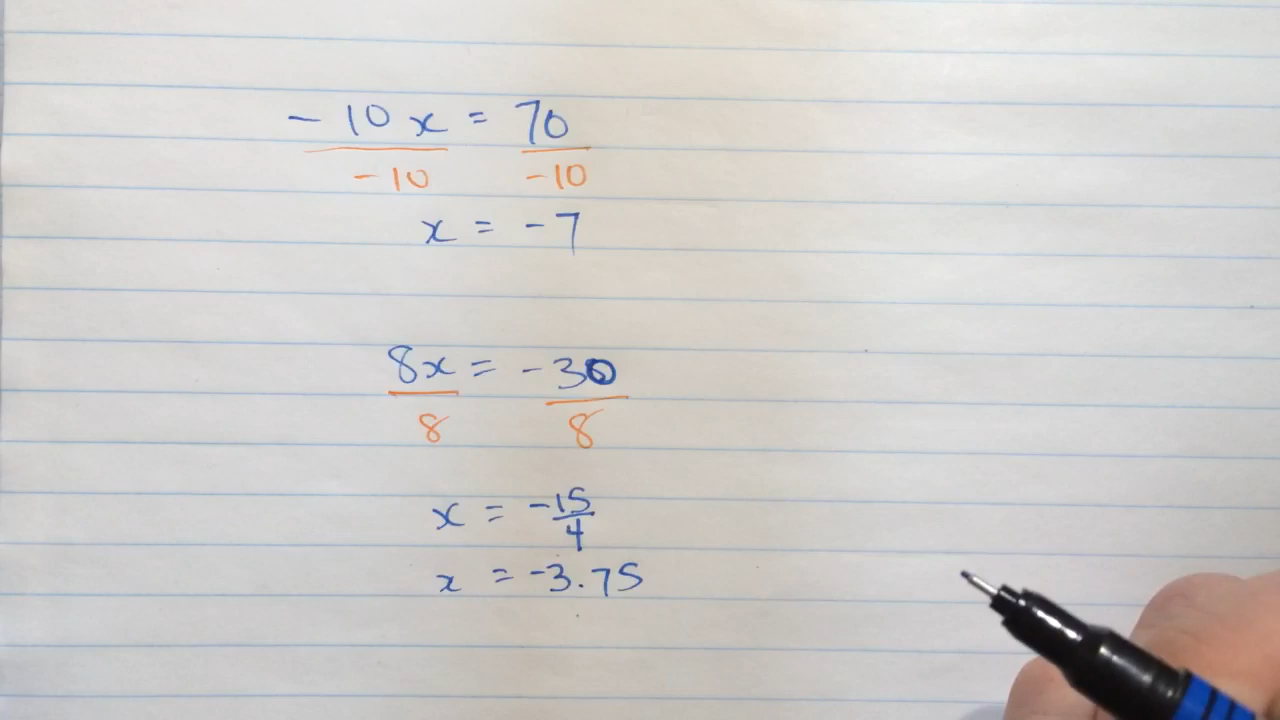 - 10x = 70
-10 -10
x = -7
8x = -30
8 8
x = -15/4
x = -3.75